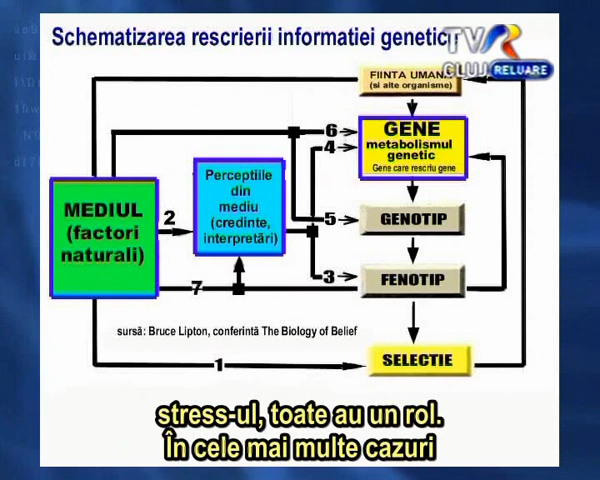 Schematizarea rescrierii informatiei genetice
TVR
CLUJ RELUARE
FIINTA UMANA
(si alte organisme)
6
GENE
4
metabolismul
genetic
Gene care rescriu gene
Perceptiile
din
mediu
(credinte,
interpretări)
MEDIUL
(factori
naturali)
2
5
GENOTIP
3
FENOTIP
7
sursă: Bruce Lipton, conferintă The Biology of Belief
1
SELECTIE
stress-ul, toate au un rol.
În cele mai multe cazuri